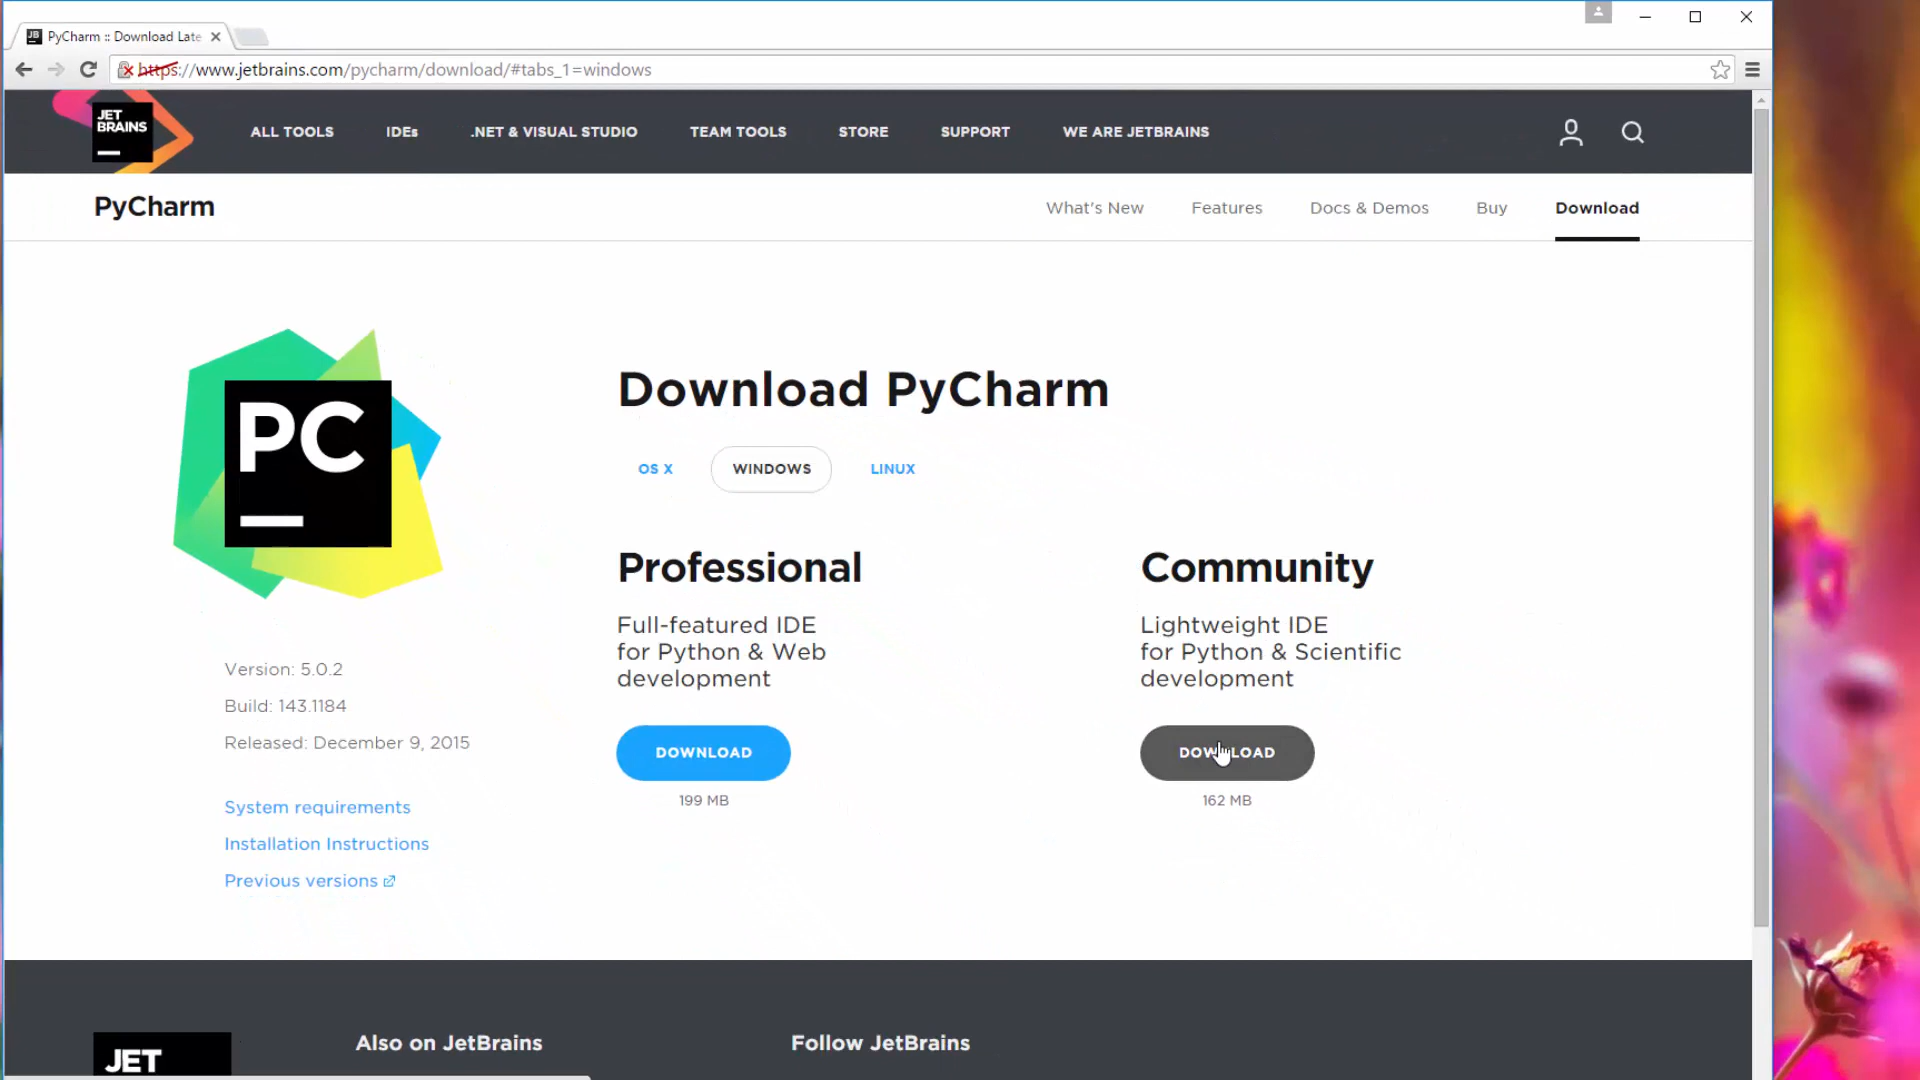 PyCharm :: Download Late
https://www.jetbrains.com/pycharm/download/#tabs_1=windows
JET
BRAINS
ALL TOOLS
IDEs
.NET & VISUAL STUDIO
TEAM TOOLS
STORE
SUPPORT
WE ARE JETBRAINS
PyCharm
What's New
Features
Docs & Demos
Buy
Download
PC
Download PyCharm
OS X
WINDOWS
LINUX
Professional
Full-featured IDE
for Python & Web
development
DOWNLOAD
199 MB
Community
Lightweight IDE
for Python & Scientific
development
DOWNLOAD
162 MB
Version: 5.0.2
Build: 143.1184
Released: December 9, 2015
System requirements
Installation Instructions
Previous versions
JET
Also on JetBrains
Follow JetBrains